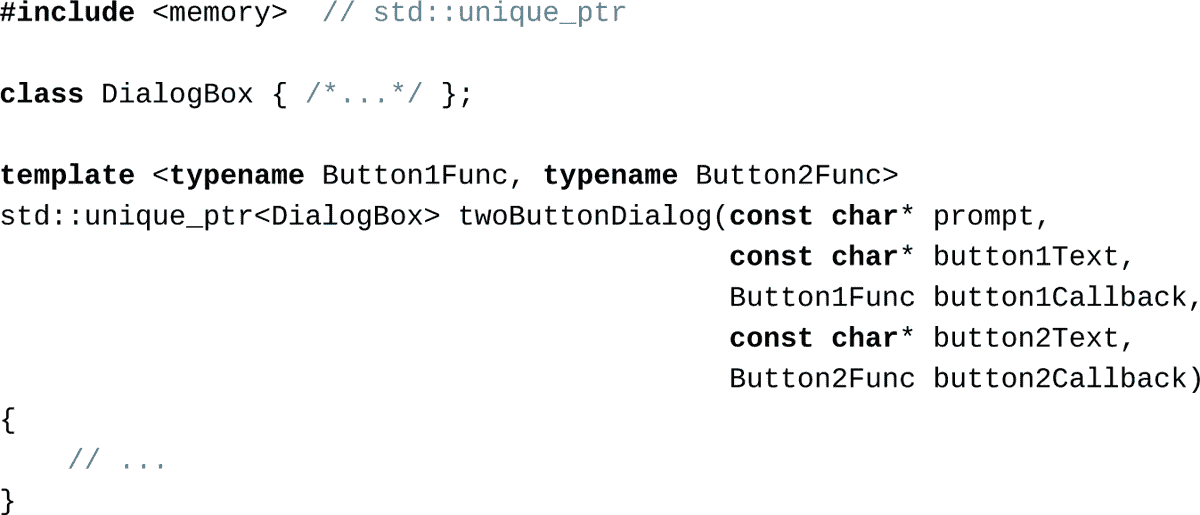 #include <memory>  // std::unique_ptr

class DialogBox { /*...*/ };

template <typename Button1Func, typename Button2Func>
std::unique_ptr<DialogBox> twoButtonDialog(const char* prompt,
                                           const char* button1Text,
                                           Button1Func button1Callback,
                                           const char* button2Text,
                                           Button2Func button2Callback)
{
    // ...
}